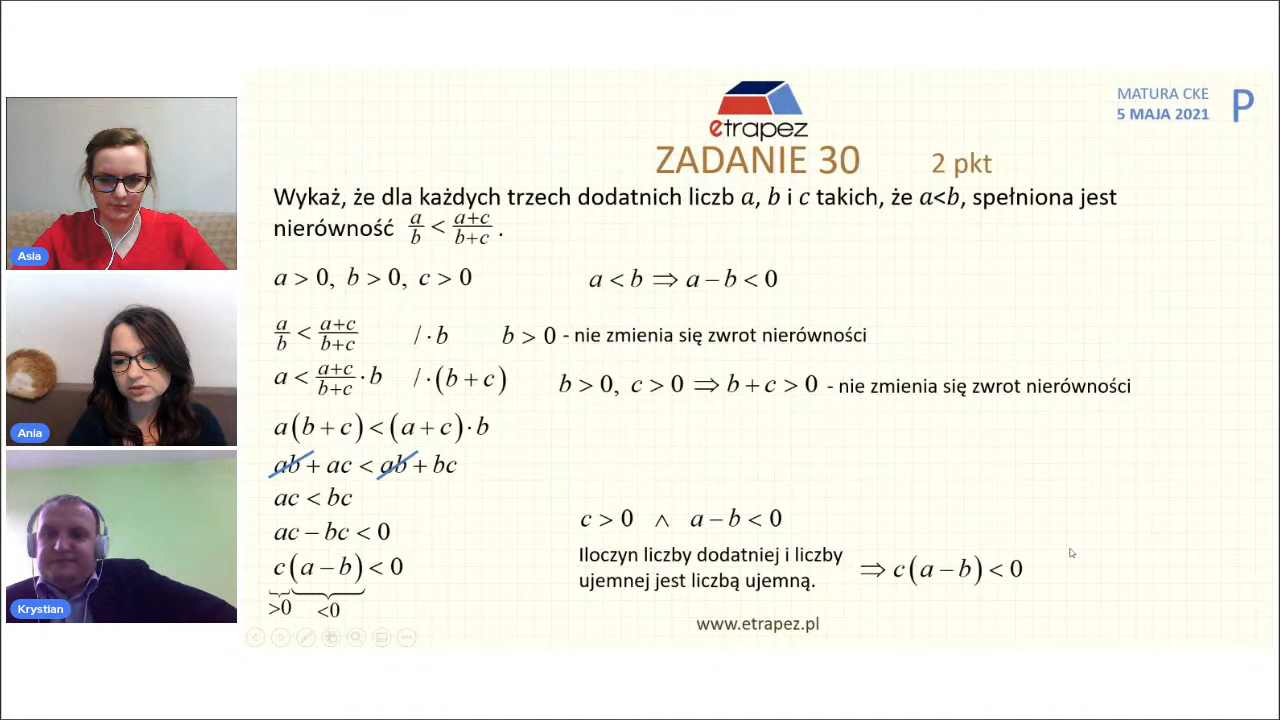 etrapez
MATURA CKE
5 MAJA 2021
P
ZADANIE 30 2 pkt
Wykaż, że dla każdych trzech dodatnich liczb a, b i c takich, że a<b, spełniona jest
nierówność a/b < (a+c)/(b+c) .
a > 0, b > 0, c > 0 a < b ⟹ a − b < 0
a/b < (a+c)/(b+c) / · b b > 0 - nie zmienia się zwrot nierówności
a < (a+c)/(b+c) · b / · (b + c) b > 0, c > 0 ⟹ b + c > 0 - nie zmienia się zwrot nierówności
a(b + c) < (a + c) · b
ab + ac < ab + bc
ac < bc
ac − bc < 0
c > 0 ∧ a − b < 0
c(a − b) < 0
>0 <0
Iloczyn liczby dodatniej i liczby
ujemnej jest liczbą ujemną. ⟹ c(a − b) < 0
www.etrapez.pl
Asia
Ania
Krystian